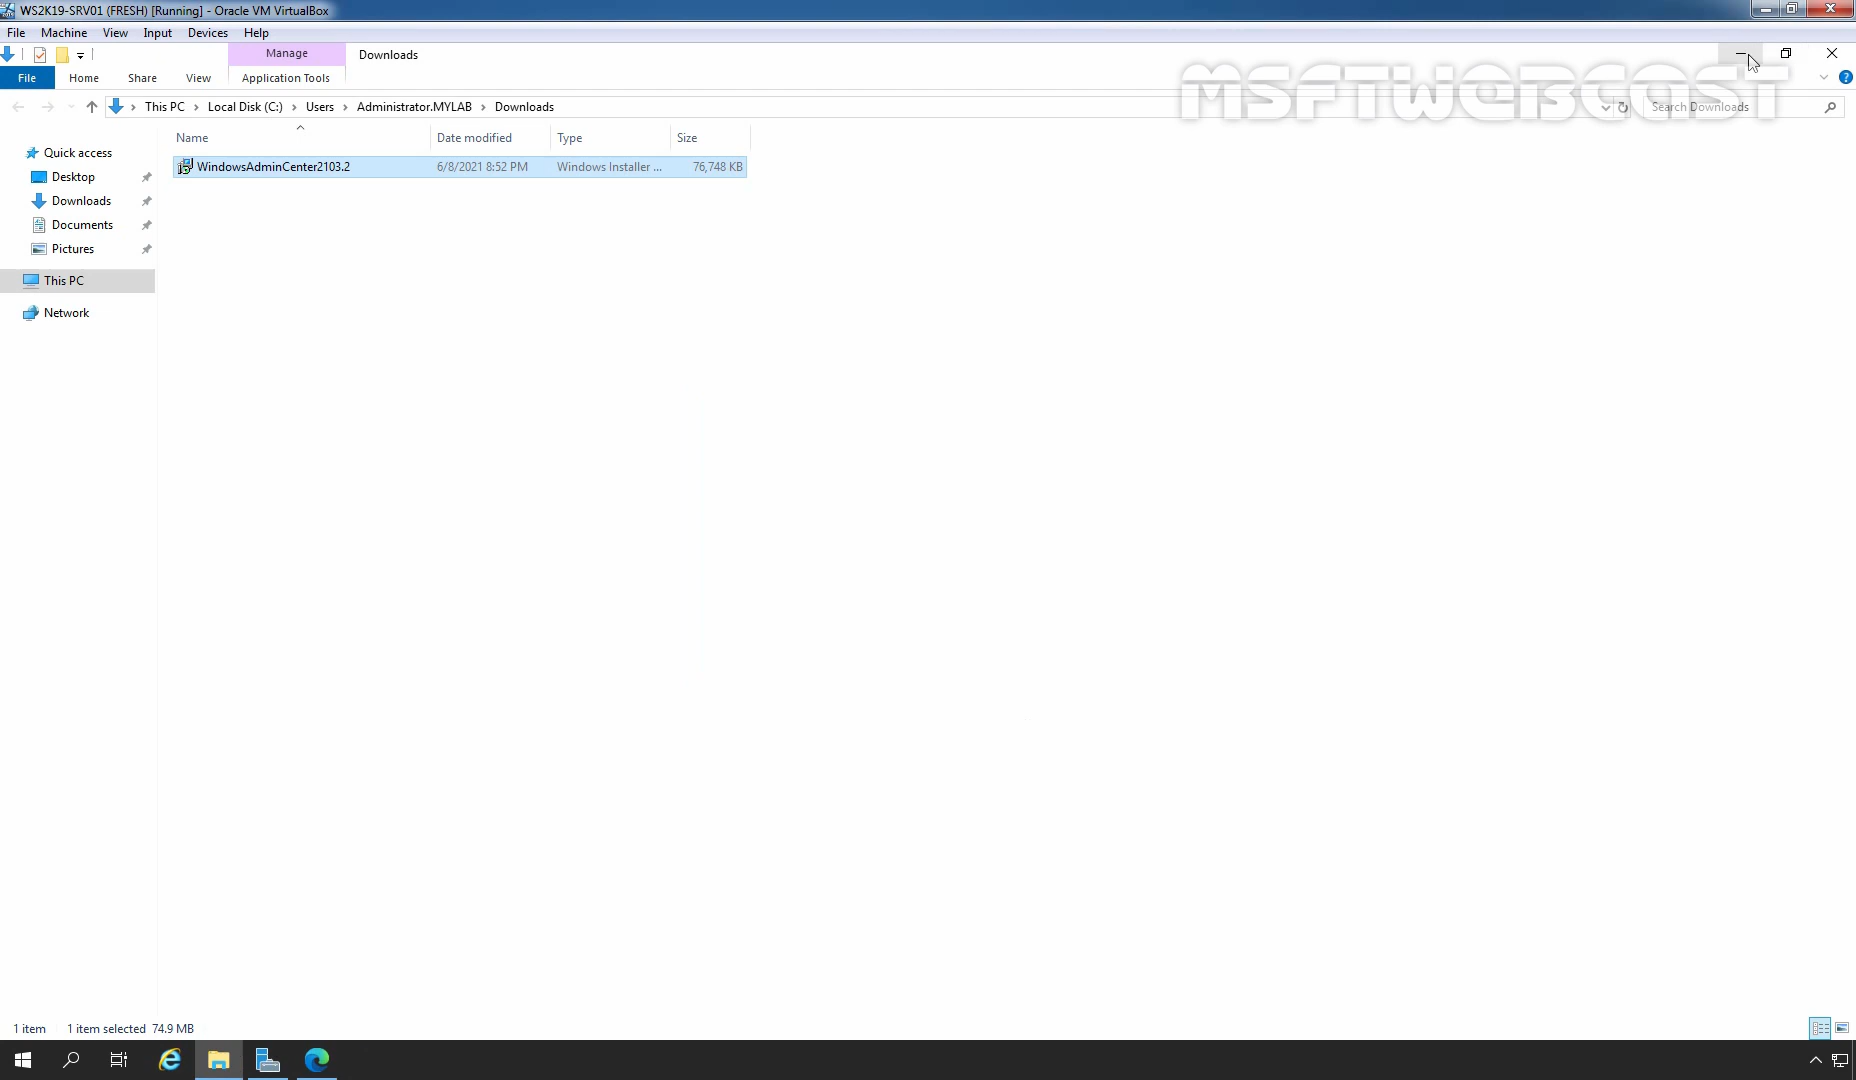 WS2K19-SRV01 (FRESH) [Running] - Oracle VM VirtualBox
File Machine View Input Devices Help
Manage Downloads
File Home Share View Application Tools
MSFTWEBCAST
This PC Local Disk (C:) Users Administrator.MYLAB Downloads Search Downloads
Name Date modified Type Size
WindowsAdminCenter2103.2 6/8/2021 8:52 PM Windows Installer ... 76,748 KB
Quick access
Desktop
Downloads
Documents
Pictures
This PC
Network
1 item 1 item selected 74.9 MB